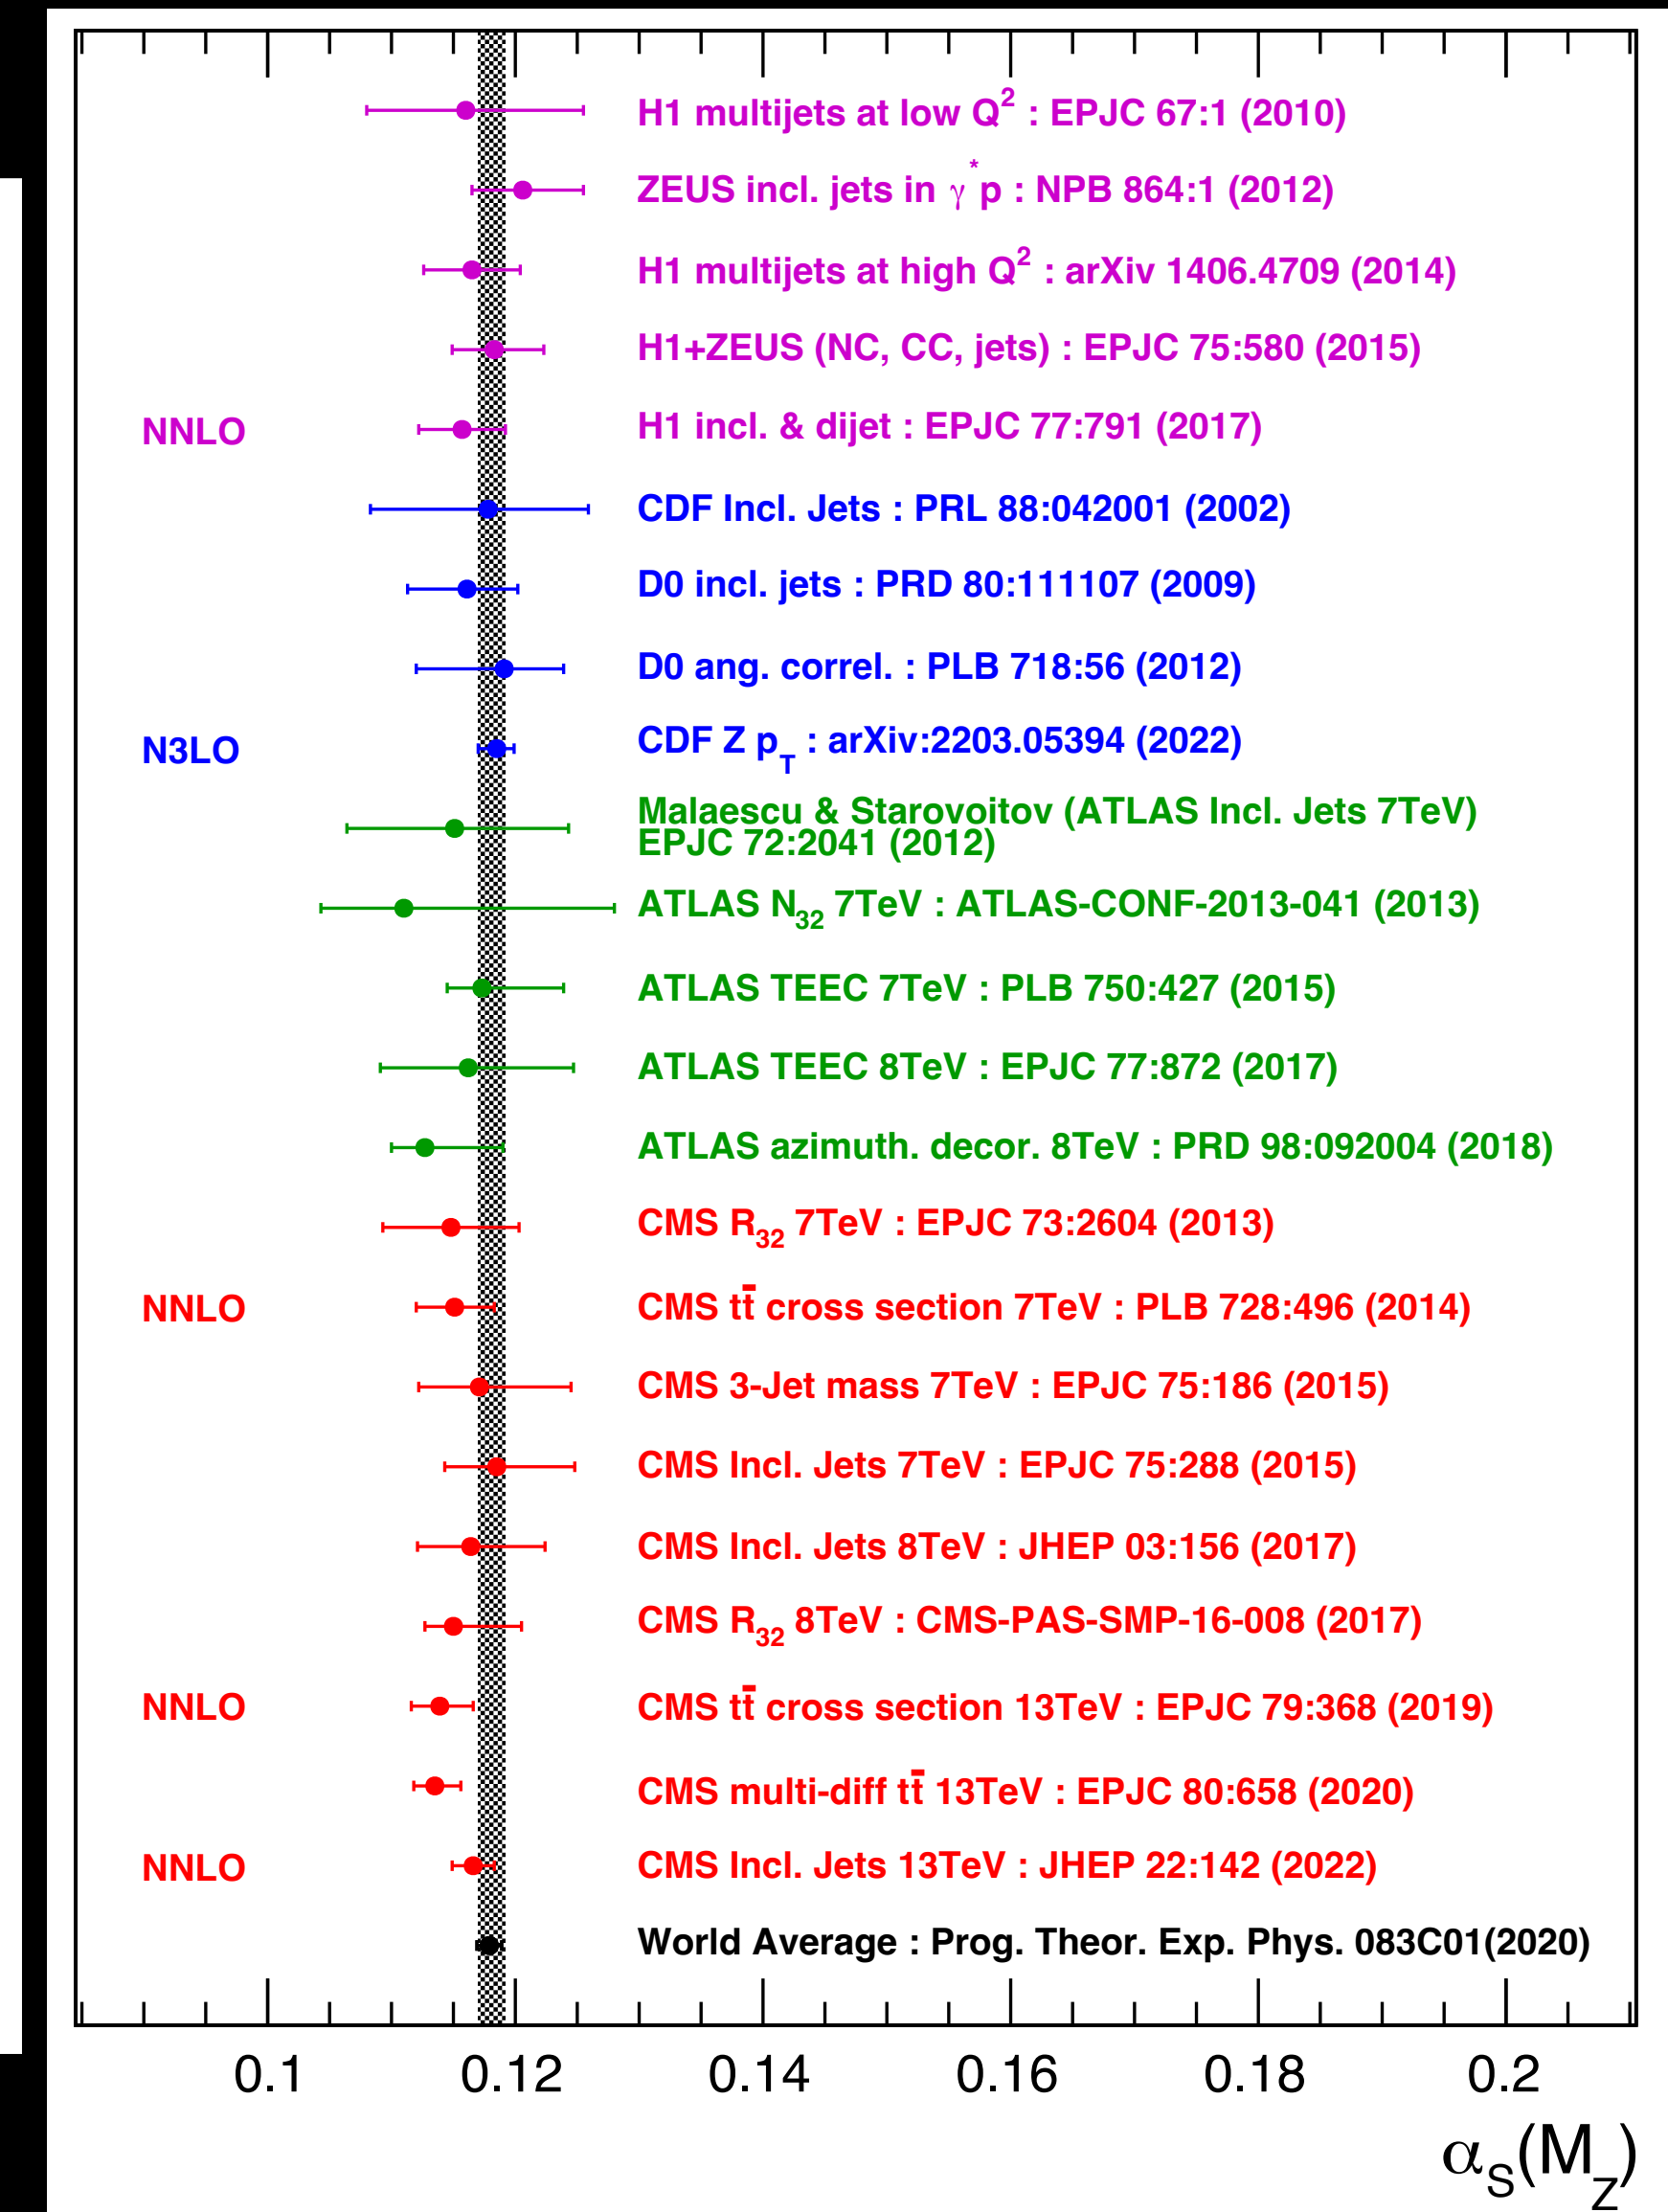 H1 multijets at low Q² : EPJC 67:1 (2010)
ZEUS incl. jets in γ*p : NPB 864:1 (2012)
H1 multijets at high Q² : arXiv 1406.4709 (2014)
H1+ZEUS (NC, CC, jets) : EPJC 75:580 (2015)
NNLO H1 incl. & dijet : EPJC 77:791 (2017)
CDF Incl. Jets : PRL 88:042001 (2002)
D0 incl. jets : PRD 80:111107 (2009)
D0 ang. correl. : PLB 718:56 (2012)
N3LO CDF Z p_T : arXiv:2203.05394 (2022)
Malaescu & Starovoitov (ATLAS Incl. Jets 7TeV)
EPJC 72:2041 (2012)
ATLAS N₃₂ 7TeV : ATLAS-CONF-2013-041 (2013)
ATLAS TEEC 7TeV : PLB 750:427 (2015)
ATLAS TEEC 8TeV : EPJC 77:872 (2017)
ATLAS azimuth. decor. 8TeV : PRD 98:092004 (2018)
CMS R₃₂ 7TeV : EPJC 73:2604 (2013)
NNLO CMS tt̄ cross section 7TeV : PLB 728:496 (2014)
CMS 3-Jet mass 7TeV : EPJC 75:186 (2015)
CMS Incl. Jets 7TeV : EPJC 75:288 (2015)
CMS Incl. Jets 8TeV : JHEP 03:156 (2017)
CMS R₃₂ 8TeV : CMS-PAS-SMP-16-008 (2017)
NNLO CMS tt̄ cross section 13TeV : EPJC 79:368 (2019)
CMS multi-diff tt̄ 13TeV : EPJC 80:658 (2020)
NNLO CMS Incl. Jets 13TeV : JHEP 22:142 (2022)
World Average : Prog. Theor. Exp. Phys. 083C01(2020)
0.1 0.12 0.14 0.16 0.18 0.2
α_S(M_Z)